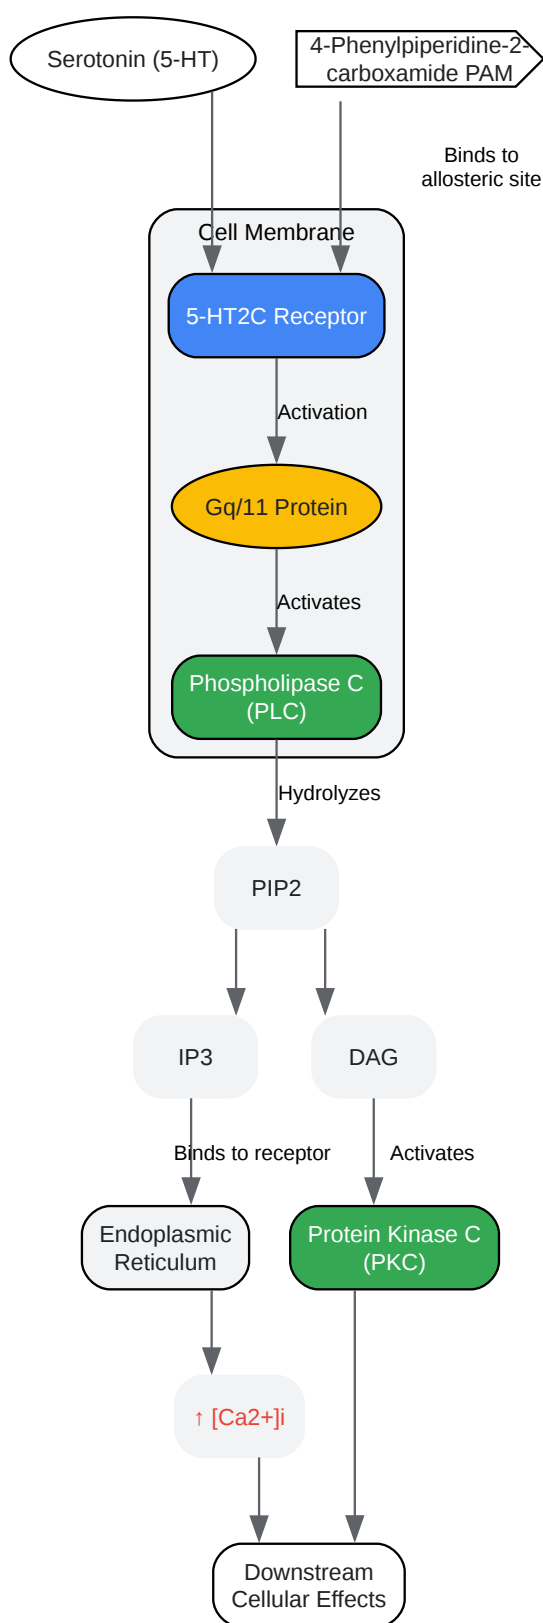 Serotonin (5-HT)
4-Phenylpiperidine-2-
carboxamide PAM
Binds to
allosteric site
Cell Membrane
5-HT2C Receptor
Activation
Gq/11 Protein
Activates
Phospholipase C
(PLC)
Hydrolyzes
PIP2
IP3
DAG
Binds to receptor
Activates
Endoplasmic
Reticulum
Protein Kinase C
(PKC)
↑ [Ca2+]i
Downstream
Cellular Effects